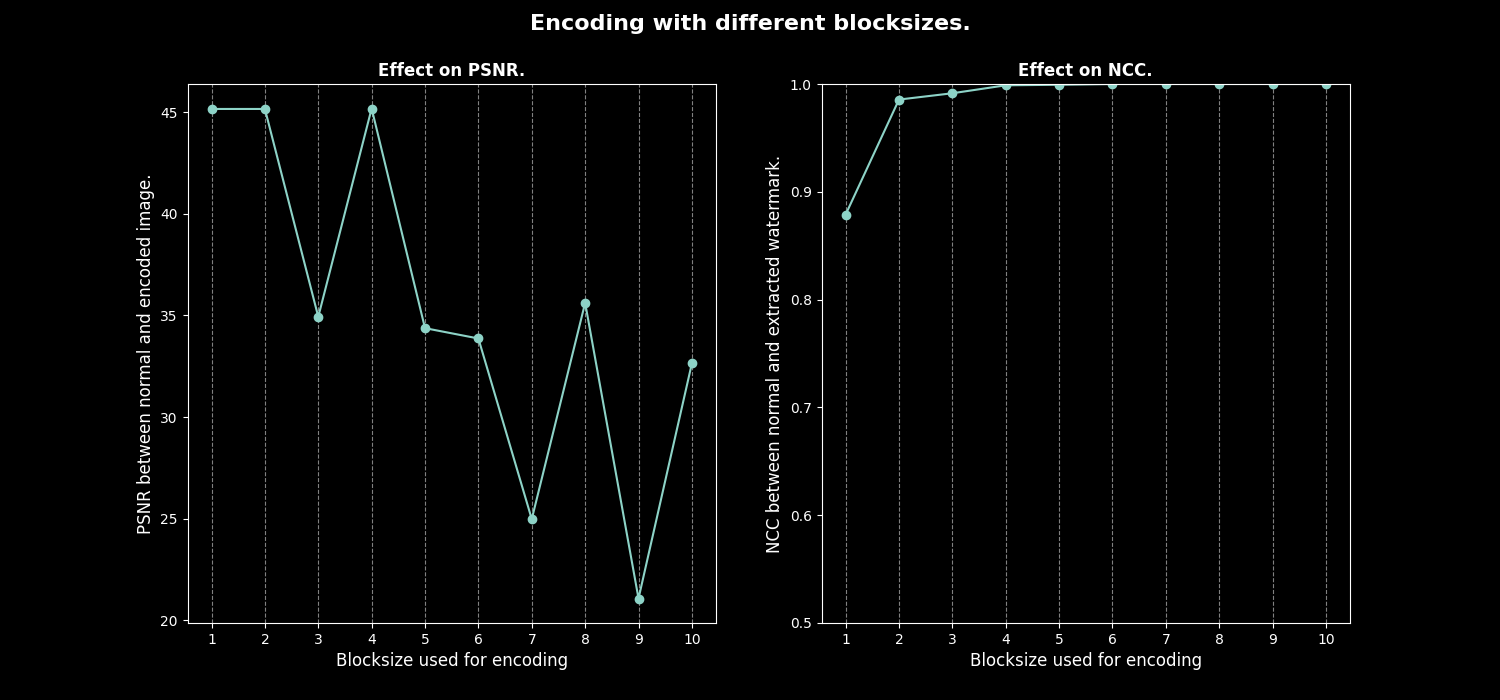 Encoding with different blocksizes.
Effect on PSNR.
PSNR between normal and encoded image.
45
40
35
30
25
20
1 2 3 4 5 6 7 8 9 10
Blocksize used for encoding
Effect on NCC.
NCC between normal and extracted watermark.
1.0
0.9
0.8
0.7
0.6
0.5
1 2 3 4 5 6 7 8 9 10
Blocksize used for encoding